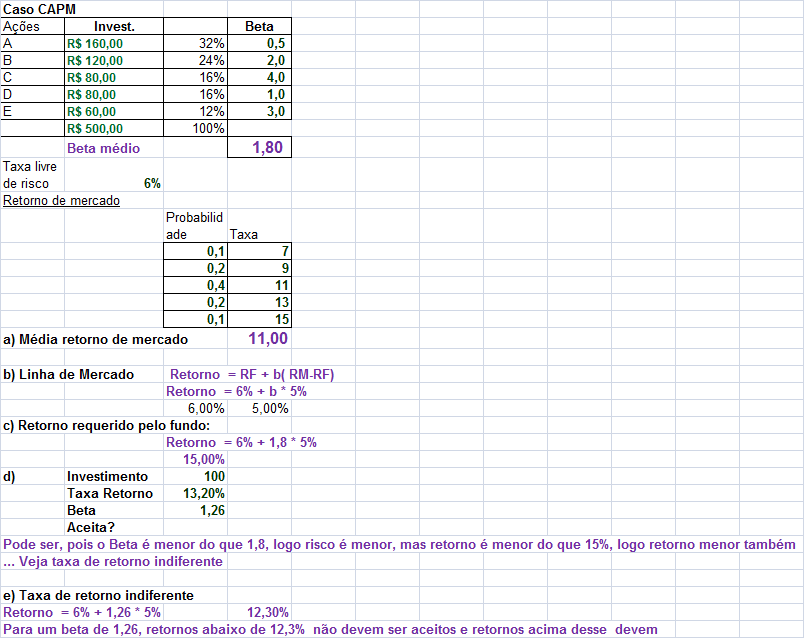 Caso CAPM
Ações Invest. Beta
A R$ 160,00 32% 0,5
B R$ 120,00 24% 2,0
C R$ 80,00 16% 4,0
D R$ 80,00 16% 1,0
E R$ 60,00 12% 3,0
R$ 500,00 100%
Beta médio 1,80
Taxa livre
de risco 6%
Retorno de mercado
Probabilid
ade Taxa
0,1 7
0,2 9
0,4 11
0,2 13
0,1 15
a) Média retorno de mercado 11,00
b) Linha de Mercado Retorno = RF + b( RM-RF)
Retorno = 6% + b * 5%
6,00% 5,00%
c) Retorno requerido pelo fundo:
Retorno = 6% + 1,8 * 5%
15,00%
d) Investimento 100
Taxa Retorno 13,20%
Beta 1,26
Aceita?
Pode ser, pois o Beta é menor do que 1,8, logo risco é menor, mas retorno é menor do que 15%, logo retorno menor também
... Veja taxa de retorno indiferente
e) Taxa de retorno indiferente
Retorno = 6% + 1,26 * 5% 12,30%
Para um beta de 1,26, retornos abaixo de 12,3% não devem ser aceitos e retornos acima desse devem